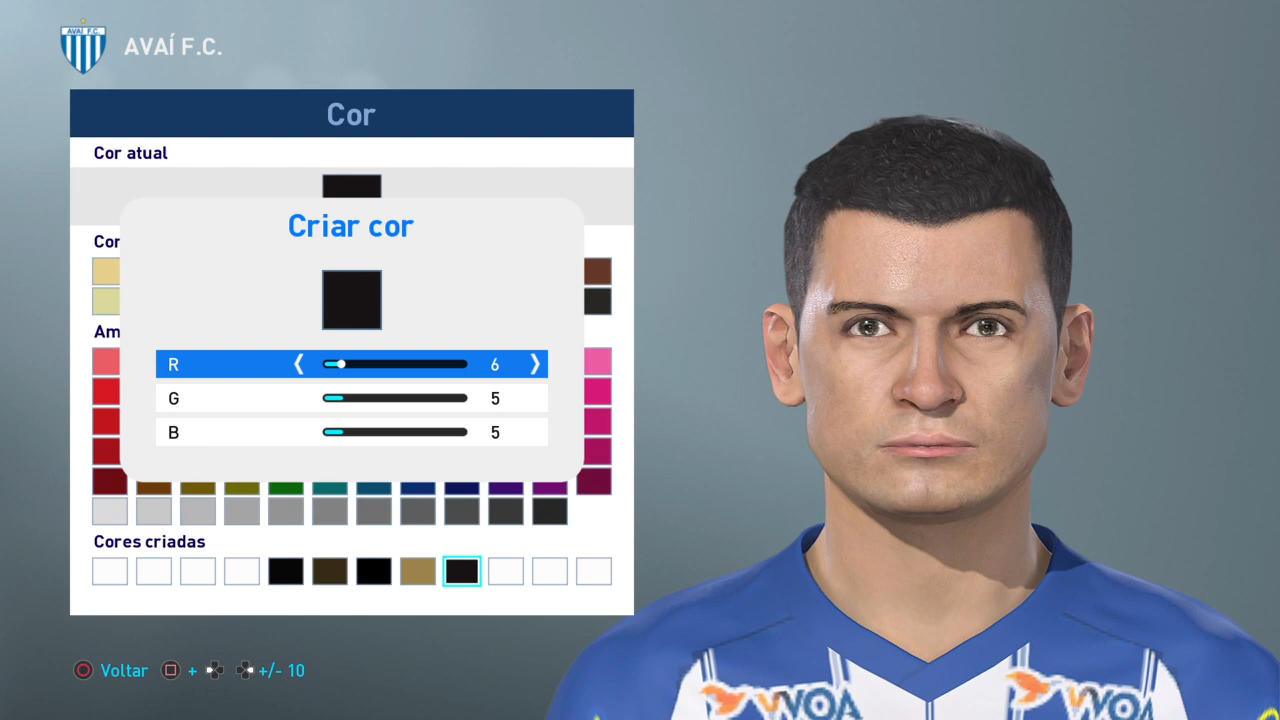 AVAÍ F.C.
AVAÍ F.C.
Cor
Cor atual
Criar cor
Cor
Am
R 6
G 5
B 5
Cores criadas
Voltar + +/- 10